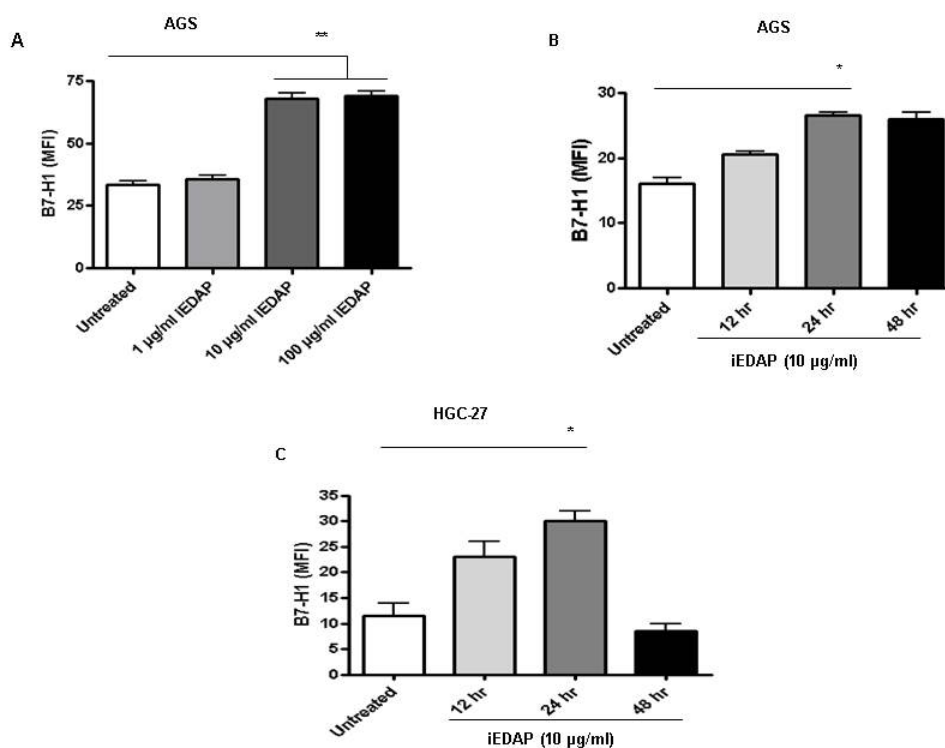 A
AGS
**
B7-H1 (MFI)
75
50
25
0
Untreated
1 µg/ml iEDAP
10 µg/ml iEDAP
100 µg/ml iEDAP
B
AGS
*
B7-H1 (MFI)
30
20
10
0
Untreated
12 hr
24 hr
48 hr
iEDAP (10 µg/ml)
C
HGC-27
*
B7-H1 (MFI)
35
30
25
20
15
10
5
0
Untreated
12 hr
24 hr
48 hr
iEDAP (10 µg/ml)